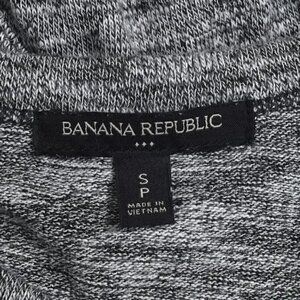 BANANA REPUBLIC
S
P
MADE IN
VIETNAM